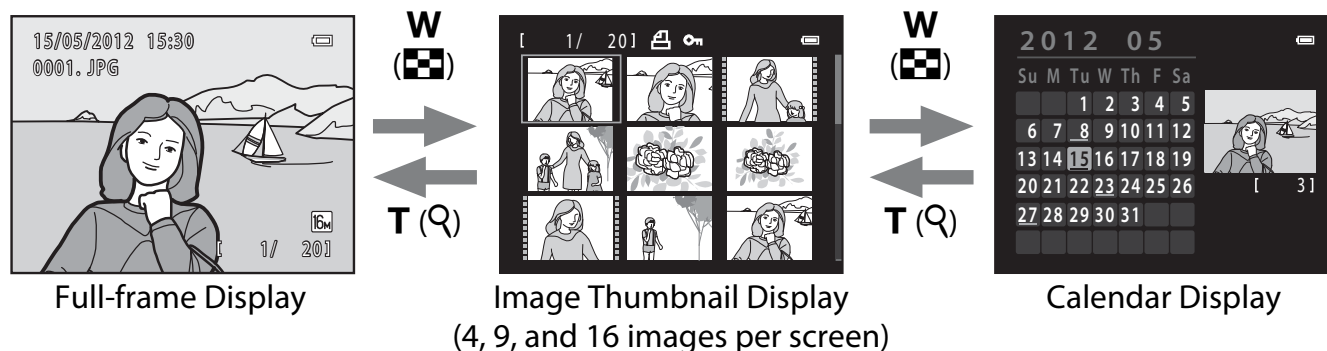 15/05/2012 15:30
0001. JPG
16M
[ 1/ 20]
Full-frame Display
W
( )
T ( )
[ 1/ 20]
Image Thumbnail Display
(4, 9, and 16 images per screen)
W
( )
T ( )
2012 05
Su M Tu W Th F Sa
1 2 3 4 5
6 7 8 9 10 11 12
13 14 15 16 17 18 19
20 21 22 23 24 25 26
27 28 29 30 31
[ 3]
Calendar Display